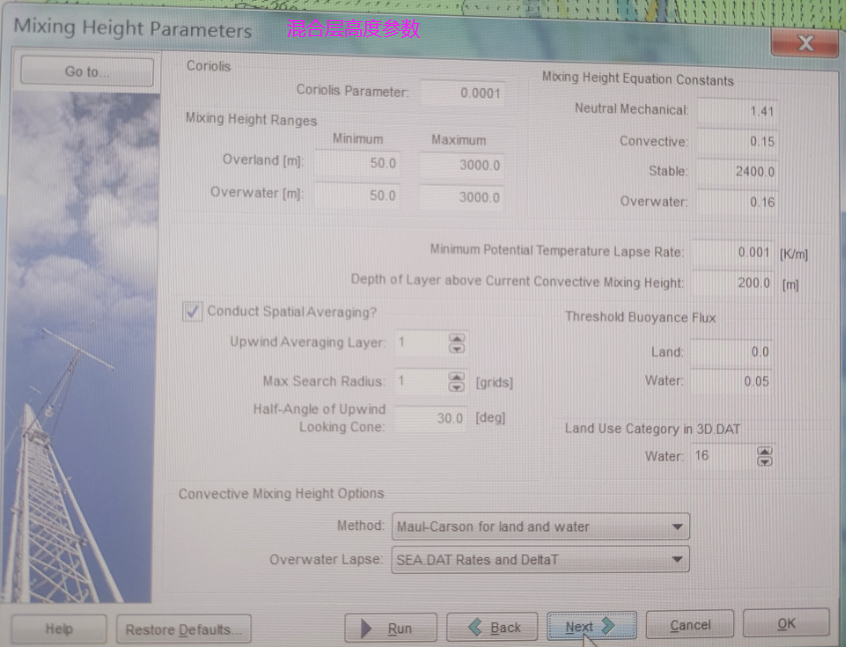 Mixing Height Parameters
混合层高度参数
Go to...
Coriolis
Coriolis Parameter: 0.0001
Mixing Height Ranges
Minimum Maximum
Overland [m]: 50.0 3000.0
Overwater [m]: 50.0 3000.0
Mixing Height Equation Constants
Neutral Mechanical: 1.41
Convective: 0.15
Stable: 2400.0
Overwater: 0.16
Minimum Potential Temperature Lapse Rate: 0.001 [K/m]
Depth of Layer above Current Convective Mixing Height: 200.0 [m]
Conduct Spatial Averaging?
Upwind Averaging Layer: 1
Max Search Radius: 1 [grids]
Half-Angle of Upwind
Looking Cone: 30.0 [deg]
Threshold Buoyance Flux
Land: 0.0
Water: 0.05
Land Use Category in 3D.DAT
Water: 16
Convective Mixing Height Options
Method: Maul-Carson for land and water
Overwater Lapse: SEA.DAT Rates and DeltaT
Help Restore Defaults... Run Back Next Cancel OK